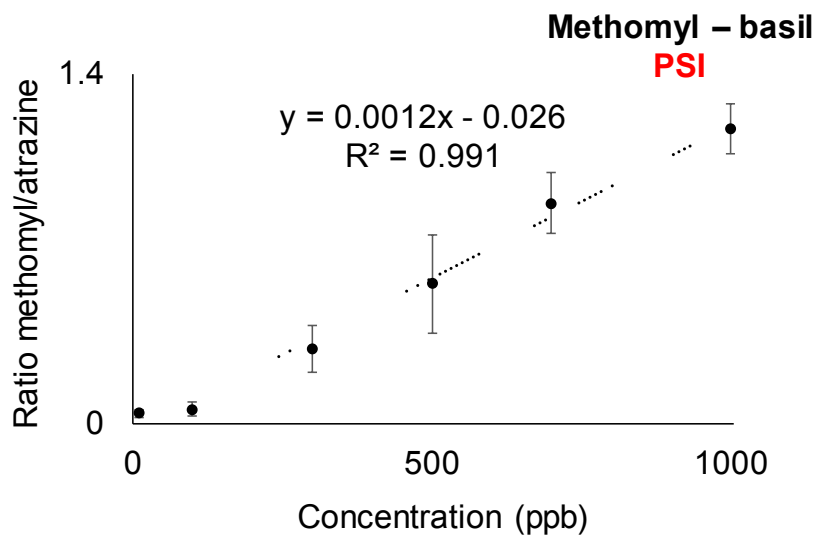 Methomyl – basil
PSI
1.4
y = 0.0012x - 0.026
R² = 0.991
Ratio methomyl/atrazine
0
0
500
1000
Concentration (ppb)